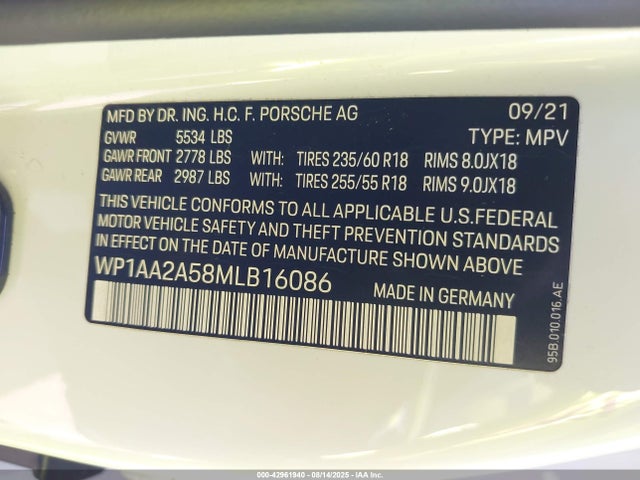 MFD BY DR. ING. H.C. F. PORSCHE AG 09/21
GVWR 5534 LBS TYPE: MPV
GAWR FRONT 2778 LBS WITH: TIRES 235/60 R18 RIMS 8.0JX18
GAWR REAR 2987 LBS WITH: TIRES 255/55 R18 RIMS 9.0JX18
THIS VEHICLE CONFORMS TO ALL APPLICABLE U.S.FEDERAL
MOTOR VEHICLE SAFETY AND THEFT PREVENTION STANDARDS
IN EFFECT ON THE DATE OF MANUFACTURE SHOWN ABOVE.
WP1AA2A58MLB16086 MADE IN GERMANY
95B.010.016.AE
000-42961940 - 08/14/2025 - IAA Inc.